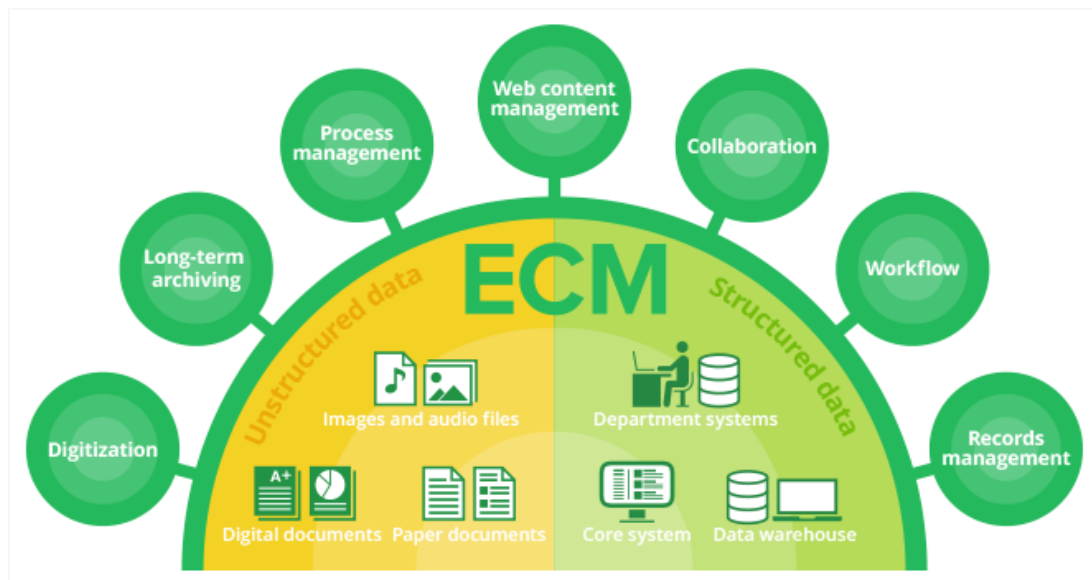 Web content
management
Process
management
Collaboration
Long-term
archiving
Workflow
Digitization
Records
management
ECM
Unstructured data
Structured data
Images and audio files
Department systems
A+
Digital documents
Paper documents
Core system
Data warehouse